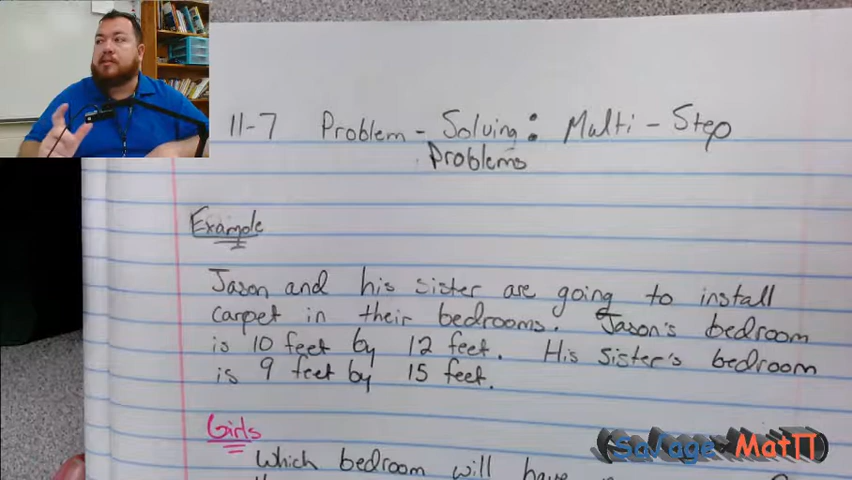 11-7 Problem-Solving: Multi-Step
Problems
Example
Jason and his sister are going to install
carpet in their bedrooms. Jason's bedroom
is 10 feet by 12 feet. His sister's bedroom
is 9 feet by 15 feet.
Girls
Which bedroom will have
Savage Math